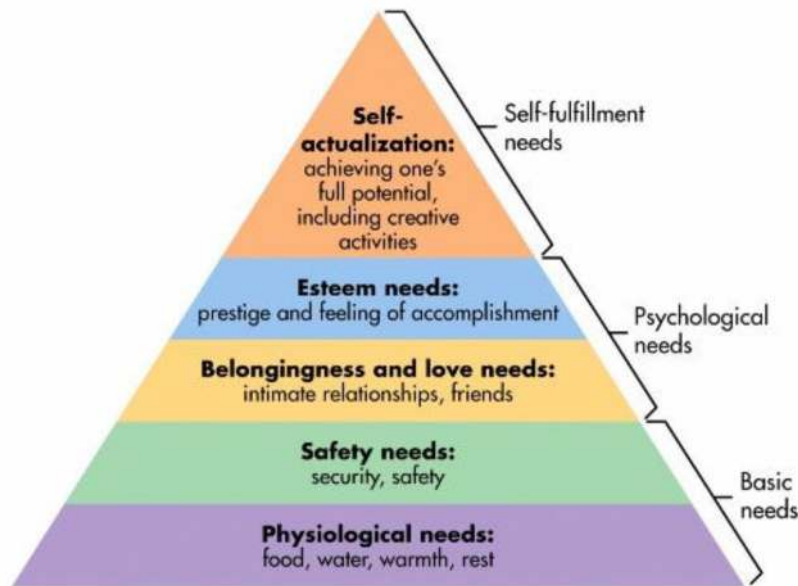 Self-
actualization:
achieving one's
full potential,
including creative
activities
Self-fulfillment
needs
Esteem needs:
prestige and feeling of accomplishment
Psychological
needs
Belongingness and love needs:
intimate relationships, friends
Safety needs:
security, safety
Basic
needs
Physiological needs:
food, water, warmth, rest